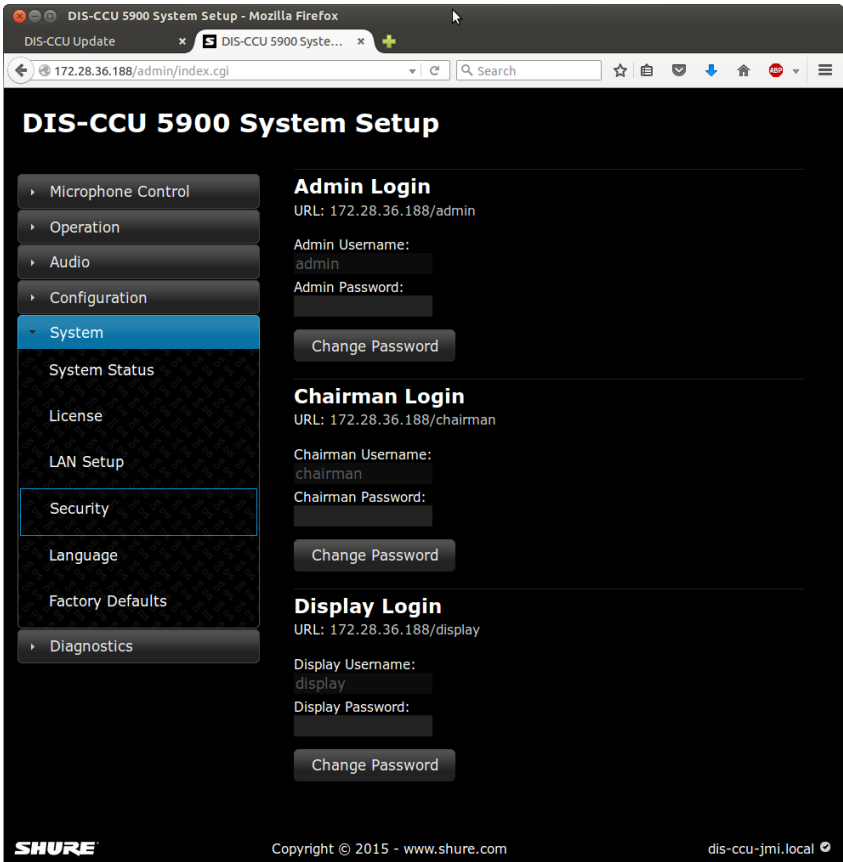 DIS-CCU 5900 System Setup - Mozilla Firefox
DIS-CCU Update
DIS-CCU 5900 Syste...
172.28.36.188/admin/index.cgi
Search
ABP
DIS-CCU 5900 System Setup
Microphone Control
Operation
Audio
Configuration
System
System Status
License
LAN Setup
Security
Language
Factory Defaults
Diagnostics
Admin Login
URL: 172.28.36.188/admin
Admin Username:
admin
Admin Password:
Change Password
Chairman Login
URL: 172.28.36.188/chairman
Chairman Username:
chairman
Chairman Password:
Change Password
Display Login
URL: 172.28.36.188/display
Display Username:
display
Display Password:
Change Password
SHURE
Copyright © 2015 - www.shure.com
dis-ccu-jmi.local